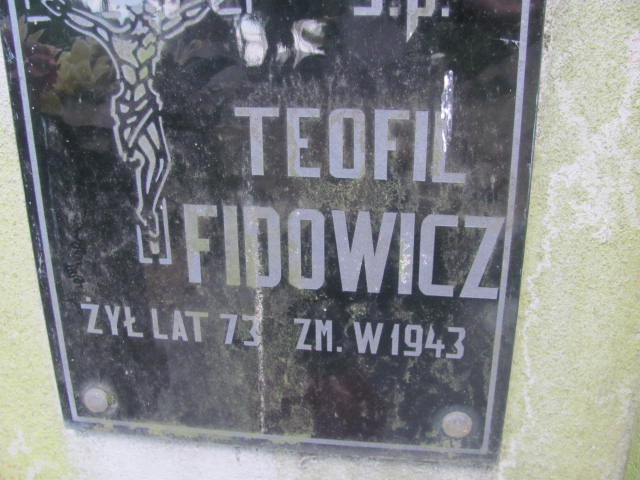 Ś.P.
TEOFIL
FIDOWICZ
ŻYŁ LAT 73 ZM. W 1943